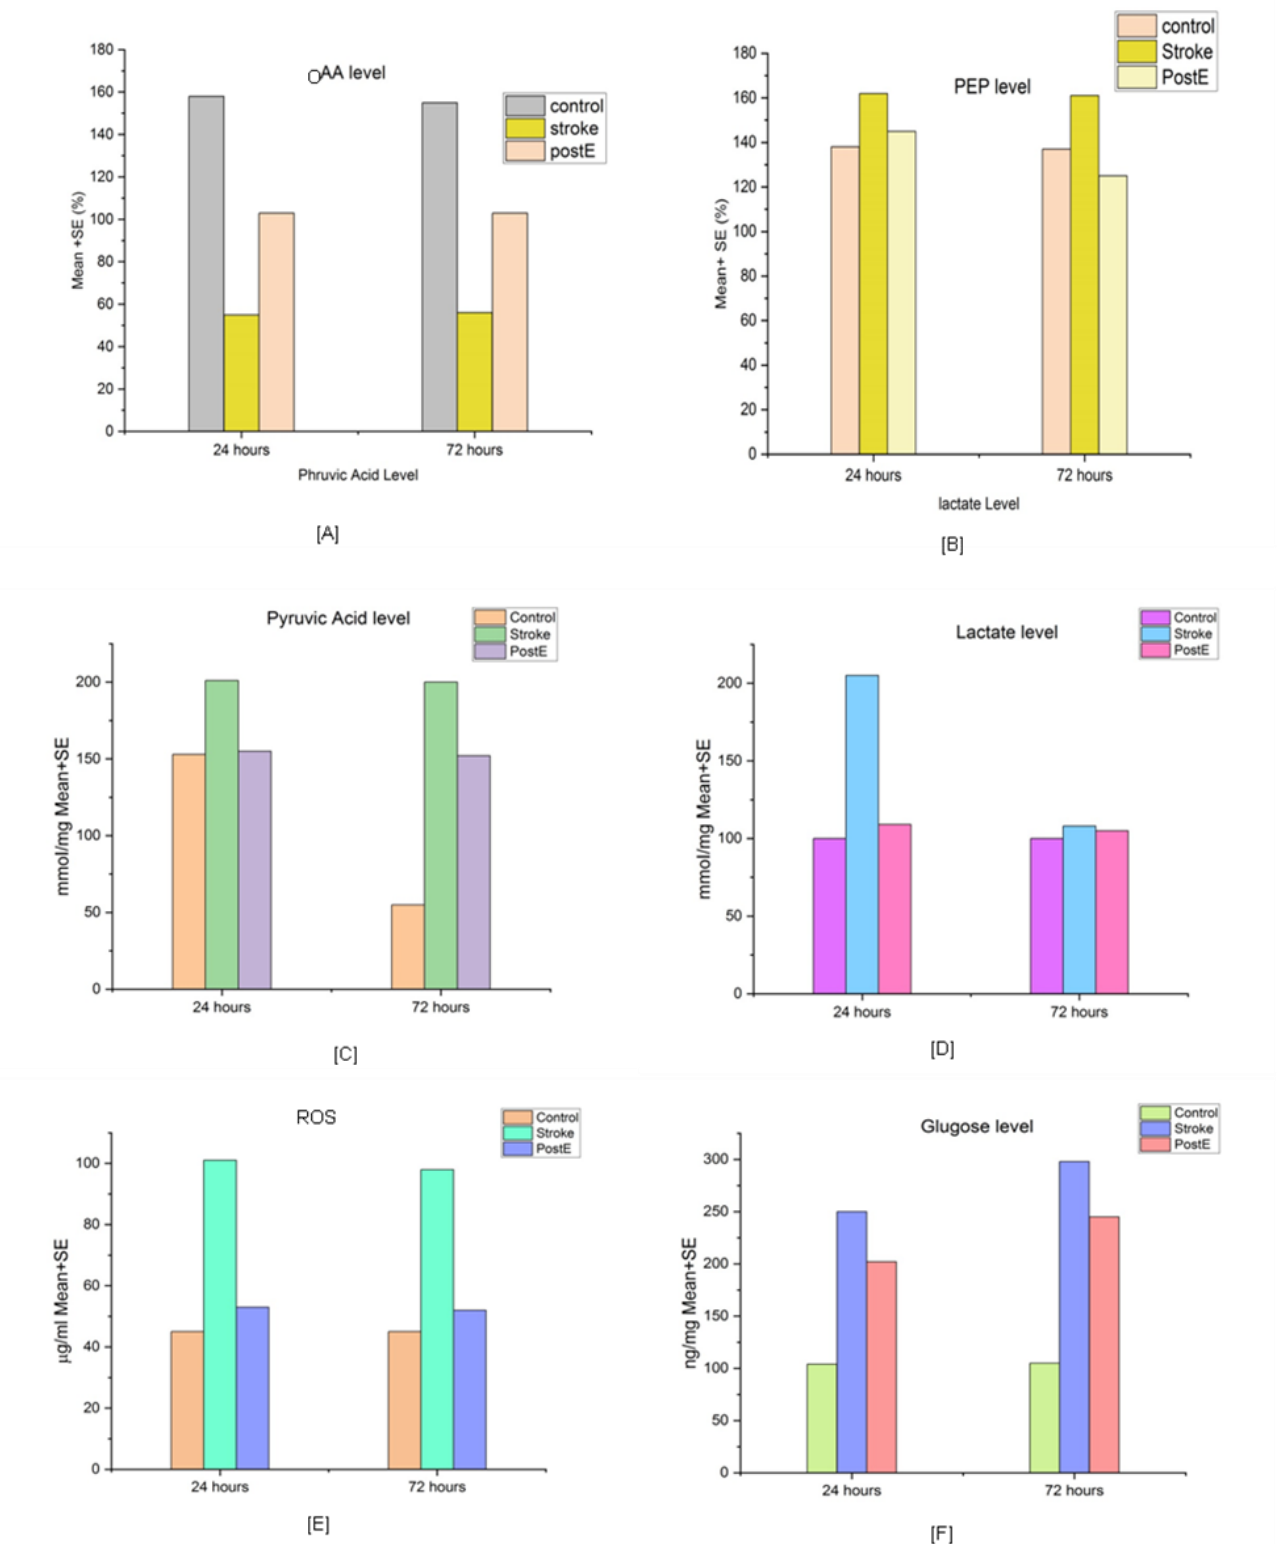 OAA level
control
stroke
postE
180
160
140
120
100
80
60
40
20
0
Mean +SE (%)
24 hours
72 hours
Phruvic Acid Level
[A]
control
Stroke
PostE
PEP level
180
160
140
120
100
80
60
40
20
0
Mean+ SE (%)
24 hours
72 hours
lactate Level
[B]
Pyruvic Acid level
Control
Stroke
PostE
200
150
100
50
0
mmol/mg Mean+SE
24 hours
72 hours
[C]
Lactate level
Control
Stroke
PostE
200
150
100
50
0
mmol/mg Mean+SE
24 hours
72 hours
[D]
ROS
Control
Stroke
PostE
100
80
60
40
20
0
µg/ml Mean+SE
24 hours
72 hours
[E]
Glugose level
Control
Stroke
PostE
300
250
200
150
100
50
0
ng/mg Mean+SE
24 hours
72 hours
[F]